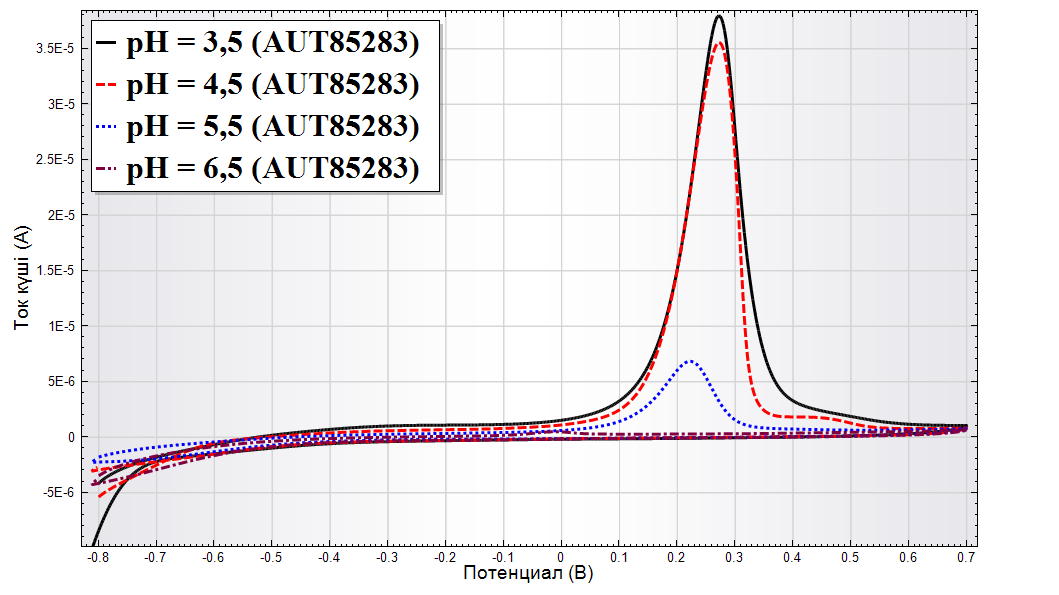 pH = 3,5 (AUT85283)
pH = 4,5 (AUT85283)
pH = 5,5 (AUT85283)
pH = 6,5 (AUT85283)
3.5E-5
3E-5
2.5E-5
2E-5
1.5E-5
1E-5
5E-6
0
-5E-6
Ток күші (А)
-0.8 -0.7 -0.6 -0.5 -0.4 -0.3 -0.2 -0.1 0 0.1 0.2 0.3 0.4 0.5 0.6 0.7
Потенциал (В)